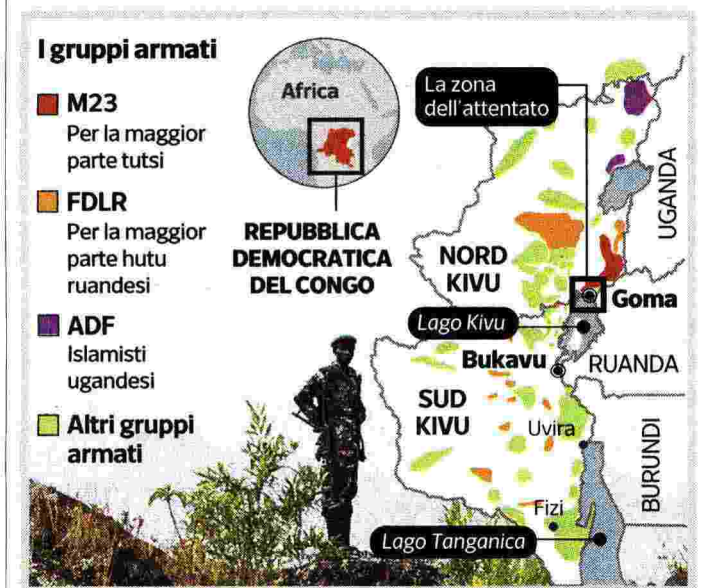 I gruppi armati
M23
Per la maggior
parte tutsi
FDLR
Per la maggior
parte hutu
ruandesi
ADF
Islamisti
ugandesi
Altri gruppi
armati
Africa
REPUBBLICA
DEMOCRATICA
DEL CONGO
La zona
dell'attentato
UGANDA
NORD
KIVU
Goma
Lago Kivu
Bukavu
RUANDA
SUD
KIVU
Uvira
BURUNDI
Fizi
Lago Tanganica